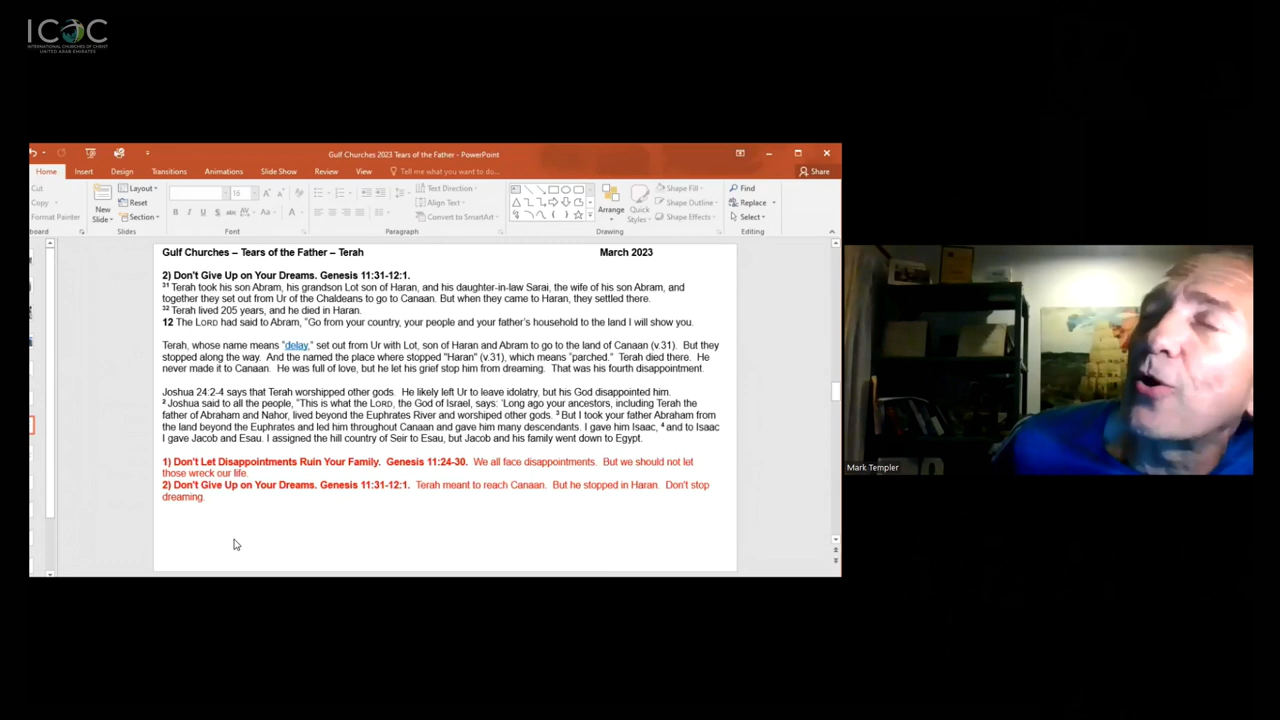 ICOC
INTERNATIONAL CHURCHES OF CHRIST
UNITED ARAB EMIRATES
Gulf Churches 2023 Tears of the Father - PowerPoint
Home Insert Design Transitions Animations Slide Show Review View Tell me what you want to do... Share
Cut
Copy
Format Painter
board
New Slide
Layout
Reset
Section
Slides
16
B I U S abc AV Aa A
Font
Text Direction
Align Text
Convert to SmartArt
Paragraph
Arrange
Quick Styles
Shape Fill
Shape Outline
Shape Effects
Drawing
Find
Replace
Select
Editing
Gulf Churches – Tears of the Father – Terah March 2023
2) Don't Give Up on Your Dreams. Genesis 11:31-12:1.
31 Terah took his son Abram, his grandson Lot son of Haran, and his daughter-in-law Sarai, the wife of his son Abram, and
together they set out from Ur of the Chaldeans to go to Canaan. But when they came to Haran, they settled there.
32 Terah lived 205 years, and he died in Haran.
12 The LORD had said to Abram, "Go from your country, your people and your father's household to the land I will show you.
Terah, whose name means "delay," set out from Ur with Lot, son of Haran and Abram to go to the land of Canaan (v.31). But they
stopped along the way. And the named the place where stopped "Haran" (v.31), which means "parched." Terah died there. He
never made it to Canaan. He was full of love, but he let his grief stop him from dreaming. That was his fourth disappointment.
Joshua 24:2-4 says that Terah worshipped other gods. He likely left Ur to leave idolatry, but his God disappointed him.
2 Joshua said to all the people, "This is what the LORD, the God of Israel, says: 'Long ago your ancestors, including Terah the
father of Abraham and Nahor, lived beyond the Euphrates River and worshiped other gods. 3 But I took your father Abraham from
the land beyond the Euphrates and led him throughout Canaan and gave him many descendants. I gave him Isaac, 4 and to Isaac
I gave Jacob and Esau. I assigned the hill country of Seir to Esau, but Jacob and his family went down to Egypt.
1) Don't Let Disappointments Ruin Your Family. Genesis 11:24-30. We all face disappointments. But we should not let
those wreck our life.
2) Don't Give Up on Your Dreams. Genesis 11:31-12:1. Terah meant to reach Canaan. But he stopped in Haran. Don't stop
dreaming.
Mark Templer